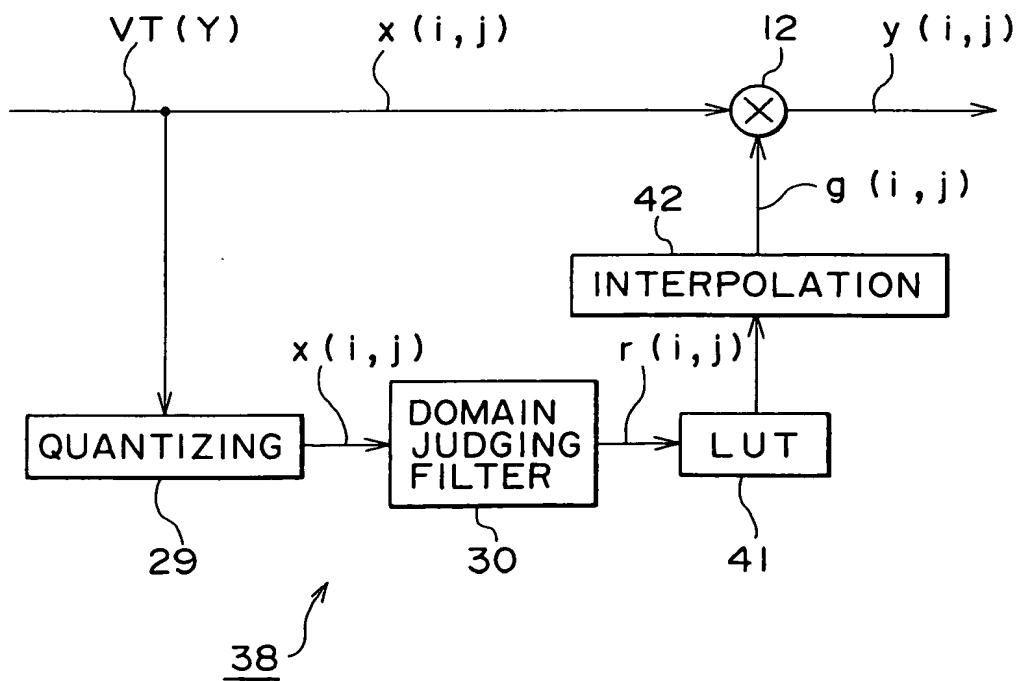 VT(Y) x(i,j) 12 y(i,j)
g(i,j)
42
INTERPOLATION
x(i,j) r(i,j)
QUANTIZING
DOMAIN
JUDGING
FILTER
LUT
29 30 41
38